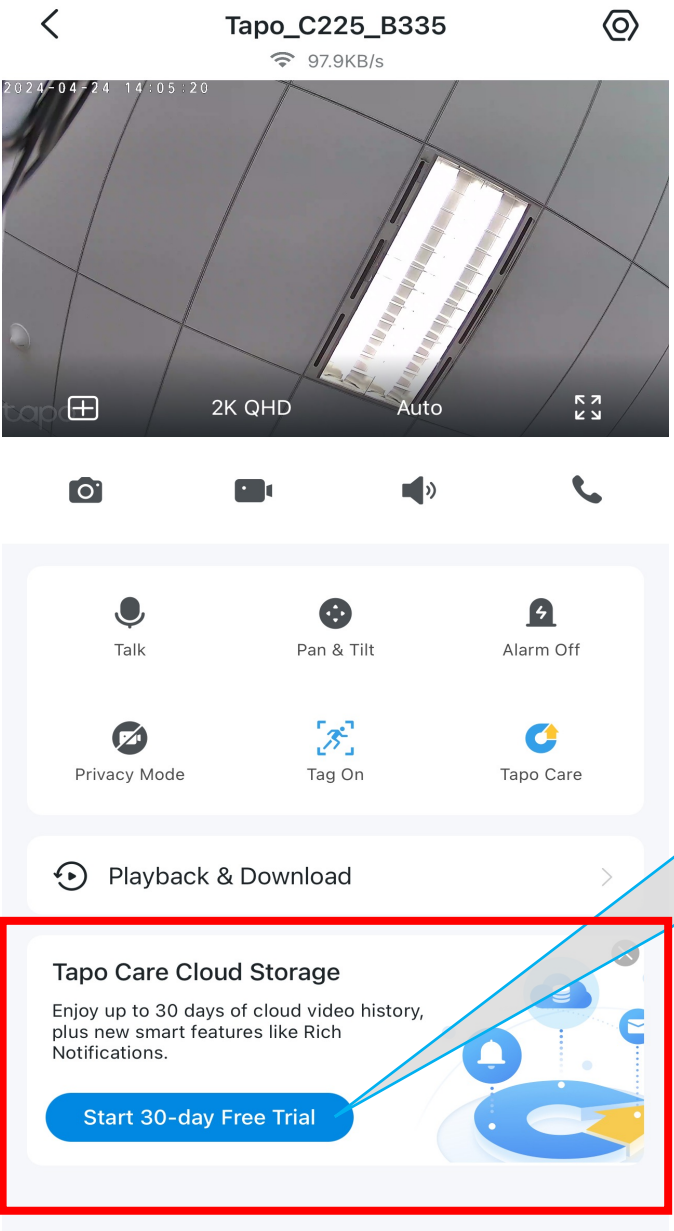 Tapo_C225_B335
97.9KB/s
2024-04-24 14:05:20
tapo
2K QHD
Auto
Talk
Pan & Tilt
Alarm Off
Privacy Mode
Tag On
Tapo Care
Playback & Download
Tapo Care Cloud Storage
Enjoy up to 30 days of cloud video history,
plus new smart features like Rich
Notifications.
Start 30-day Free Trial